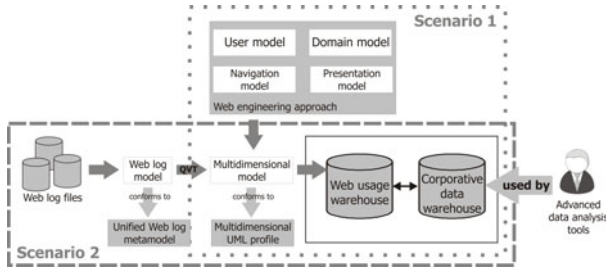 Scenario 1
User model
Domain model
Navigation
model
Presentation
model
Web engineering approach
Web log files
Web log
model
QVT
Multidimensional
model
Web usage
warehouse
Corporative
data
warehouse
used by
Advanced
data analysis
tools
conforms to
conforms to
Unified Web log
metamodel
Multidimensional
UML profile
Scenario 2